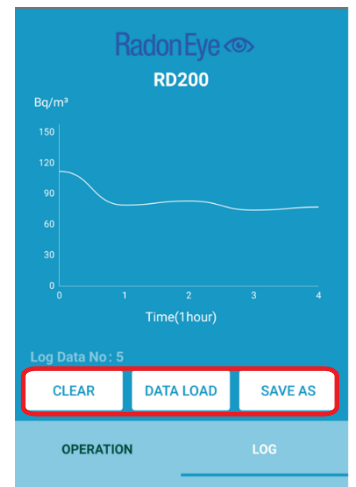 RadonEye
RD200
Bq/m³
150
120
90
60
30
0
0 1 2 3 4
Time(1hour)
Log Data No: 5
CLEAR DATA LOAD SAVE AS
OPERATION LOG